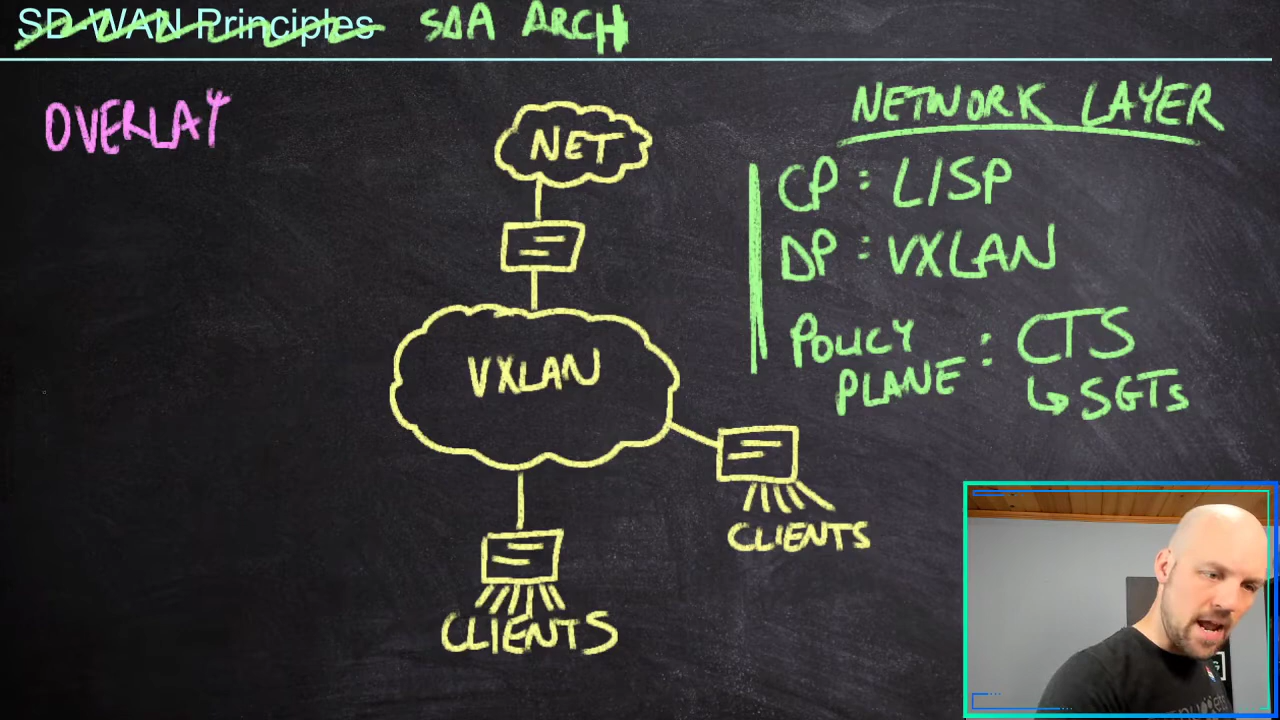 SD-WAN Principles SDA ARCH
OVERLAY
NET
VXLAN
CLIENTS
CLIENTS
NETWORK LAYER
CP : LISP
DP : VXLAN
POLICY PLANE : CTS
↳ SGTs